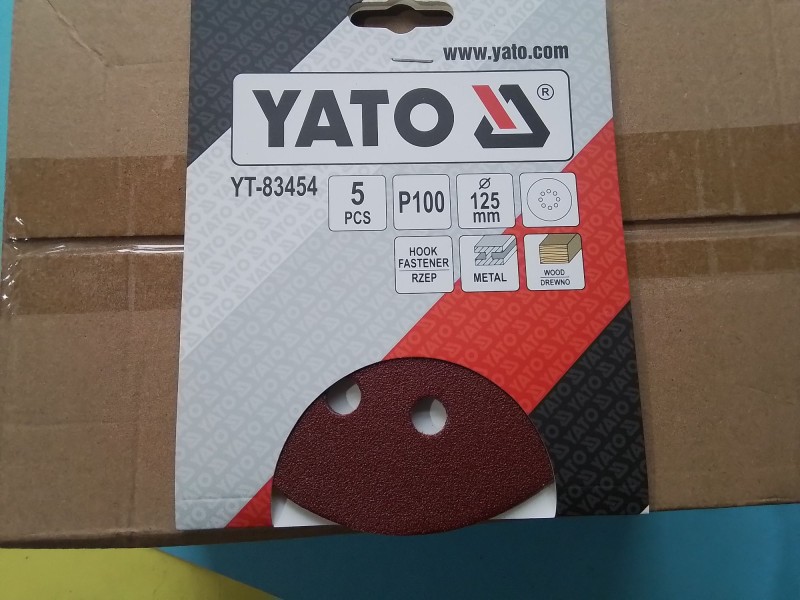 www.yato.com
YATO ®
YT-83454
5
PCS
P100
Ø
125
mm
HOOK
FASTENER
RZEP
METAL
WOOD
DREWNO